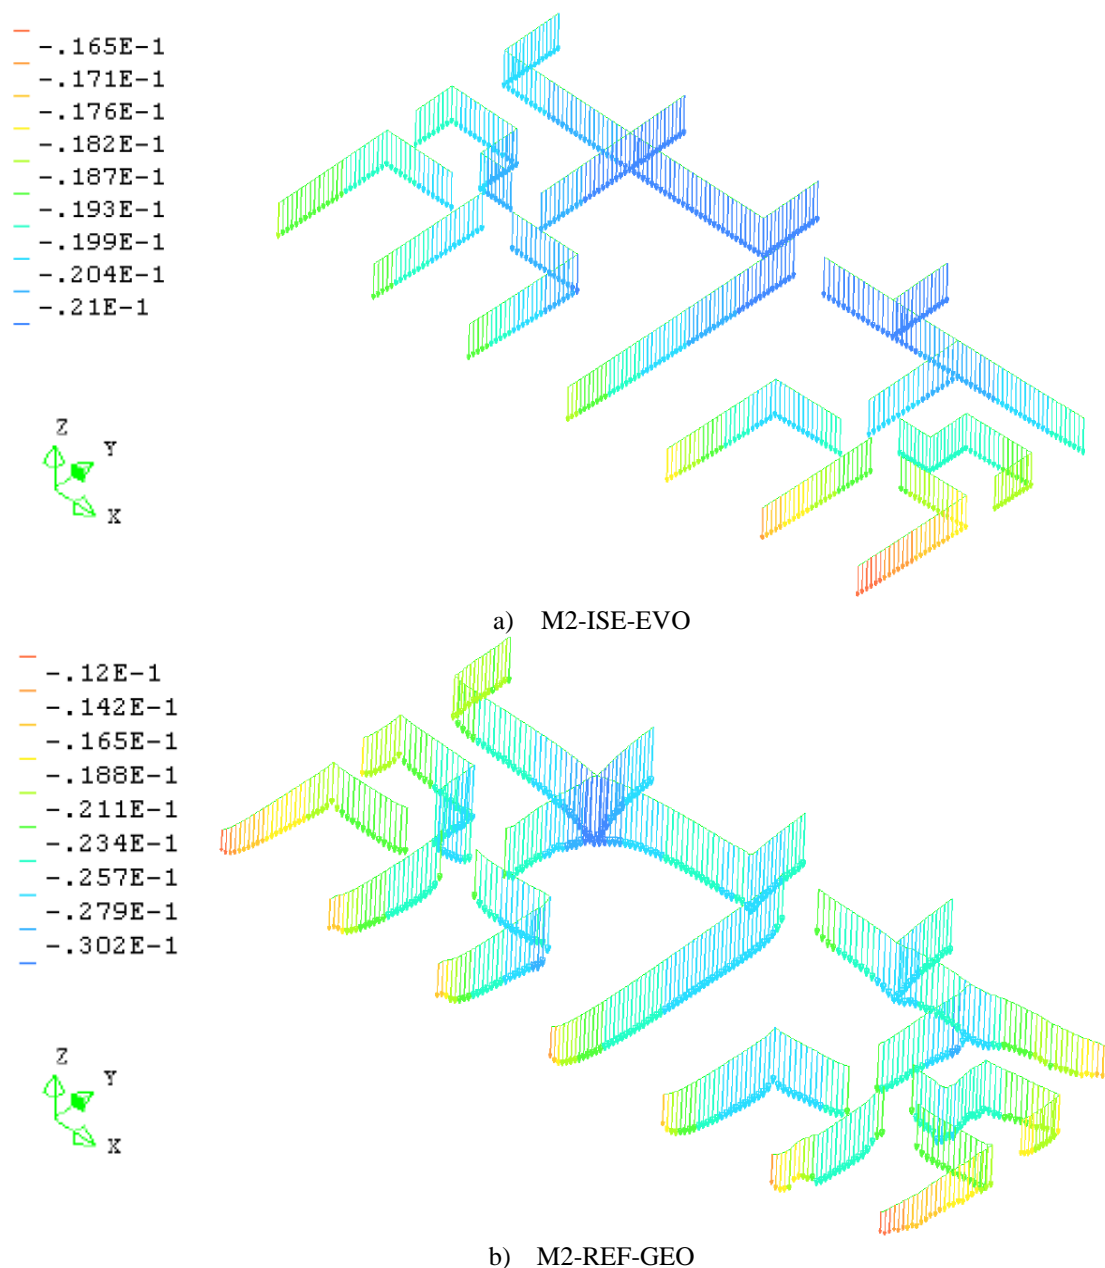 -.165E-1
-.171E-1
-.176E-1
-.182E-1
-.187E-1
-.193E-1
-.199E-1
-.204E-1
-.21E-1
Z
Y
X
a) M2-ISE-EVO
-.12E-1
-.142E-1
-.165E-1
-.188E-1
-.211E-1
-.234E-1
-.257E-1
-.279E-1
-.302E-1
Z
Y
X
b) M2-REF-GEO